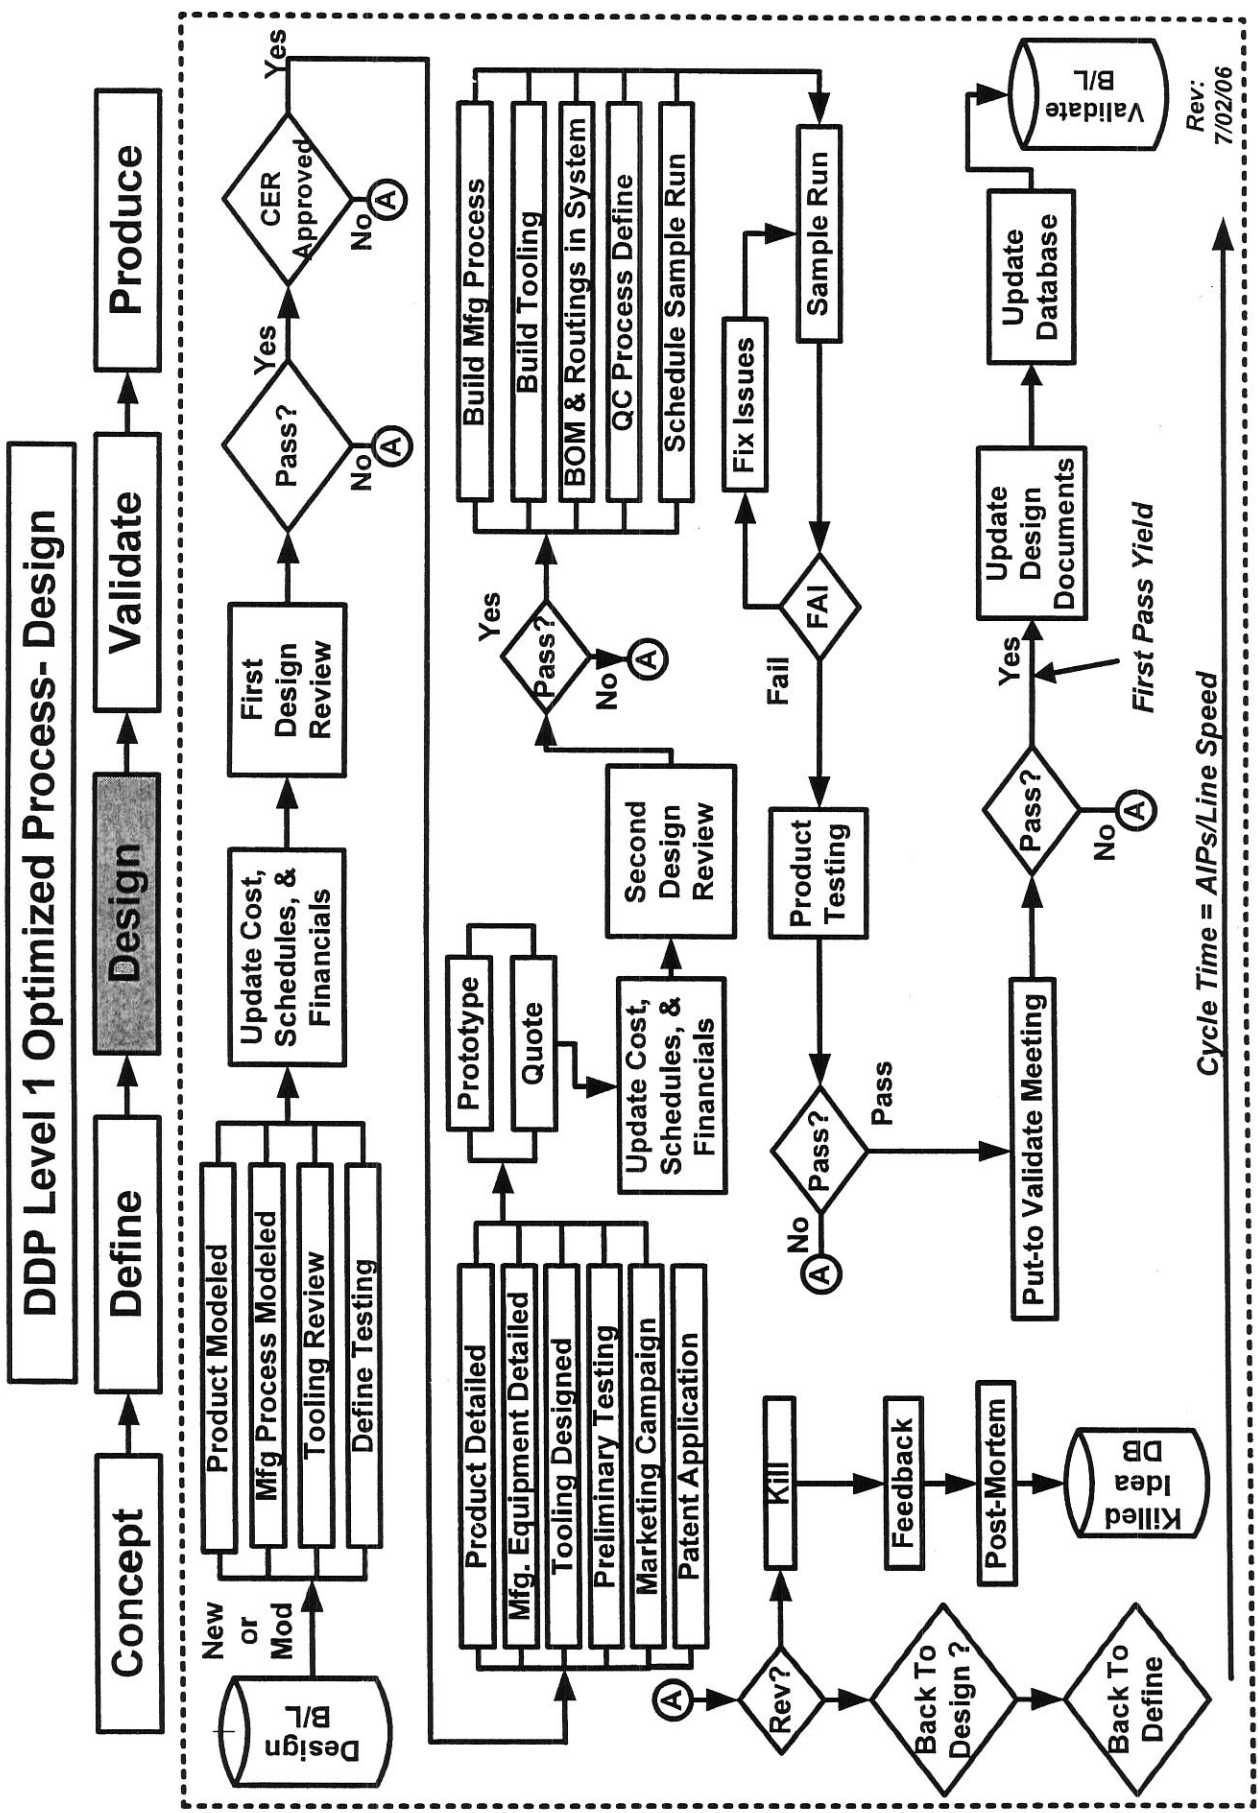 DDP Level 1 Optimized Process- Design
Concept
Define
Design
Validate
Produce
Design
B/L
New
or
Mod
Product Modeled
Mfg Process Modeled
Tooling Review
Define Testing
Update Cost,
Schedules, &
Financials
First
Design
Review
Pass?
Yes
No
A
CER
Approved
Yes
No
A
Product Detailed
Mfg. Equipment Detailed
Tooling Designed
Preliminary Testing
Marketing Campaign
Patent Application
Prototype
Quote
Update Cost,
Schedules, &
Financials
Second
Design
Review
Pass?
Yes
No
A
Build Mfg Process
Build Tooling
BOM & Routings in System
QC Process Define
Schedule Sample Run
Sample Run
Fix Issues
FAI
Fail
Product
Testing
Pass?
No
A
Pass
Put-to Validate Meeting
Pass?
Yes
No
A
First Pass Yield
Update
Design
Documents
Update
Database
Validate
B/L
A
Rev?
Kill
Feedback
Post-Mortem
Killed
Idea
DB
Back To
Design ?
Back To
Define
Cycle Time = AIPs/Line Speed
Rev:
7/02/06